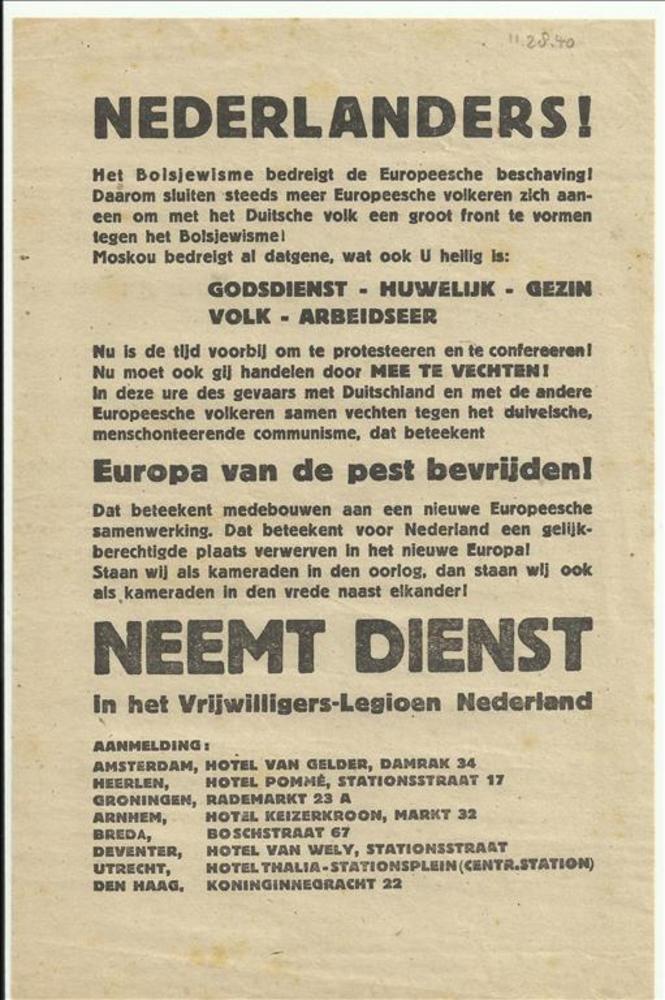 11.28.40
NEDERLANDERS!
Het Bolsjewisme bedreigt de Europeesche beschaving!
Daarom sluiten steeds meer Europeesche volkeren zich aan-
een om met het Duitsche volk een groot front te vormen
tegen het Bolsjewisme!
Moskou bedreigt al datgene, wat ook U heilig is:
GODSDIENST - HUWELIJK - GEZIN
VOLK - ARBEIDSEER
Nu is de tijd voorbij om te protesteeren en te confereeren!
Nu moet ook gij handelen door MEE TE VECHTEN!
In deze ure des gevaars met Duitschland en met de andere
Europeesche volkeren samen vechten tegen het duivelsche,
menschonteerende communisme, dat beteekent
Europa van de pest bevrijden!
Dat beteekent medebouwen aan een nieuwe Europeesche
samenwerking. Dat beteekent voor Nederland een gelijk-
berechtigde plaats verwerven in het nieuwe Europa!
Staan wij als kameraden in den oorlog, dan staan wij ook
als kameraden in den vrede naast elkander!
NEEMT DIENST
in het Vrijwilligers-Legioen Nederland
AANMELDING:
AMSTERDAM, HOTEL VAN GELDER, DAMRAK 34
HEERLEN, HOTEL POMMÉ, STATIONSSTRAAT 17
GRONINGEN, RADEMARKT 23 A
ARNHEM, HOTEL KEIZERKROON, MARKT 32
BREDA, BOSCHSTRAAT 67
DEVENTER, HOTEL VAN WELY, STATIONSSTRAAT
UTRECHT, HOTEL THALIA-STATIONSPLEIN (CENTR.STATION)
DEN HAAG, KONINGINNEGRACHT 22